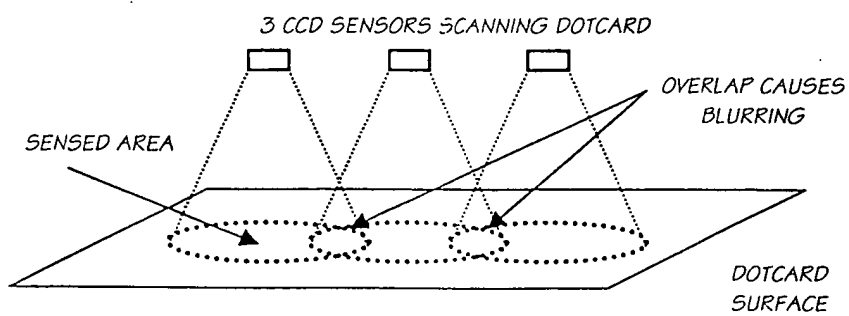 3 CCD SENSORS SCANNING DOTCARD
OVERLAP CAUSES
BLURRING
SENSED AREA
DOTCARD
SURFACE